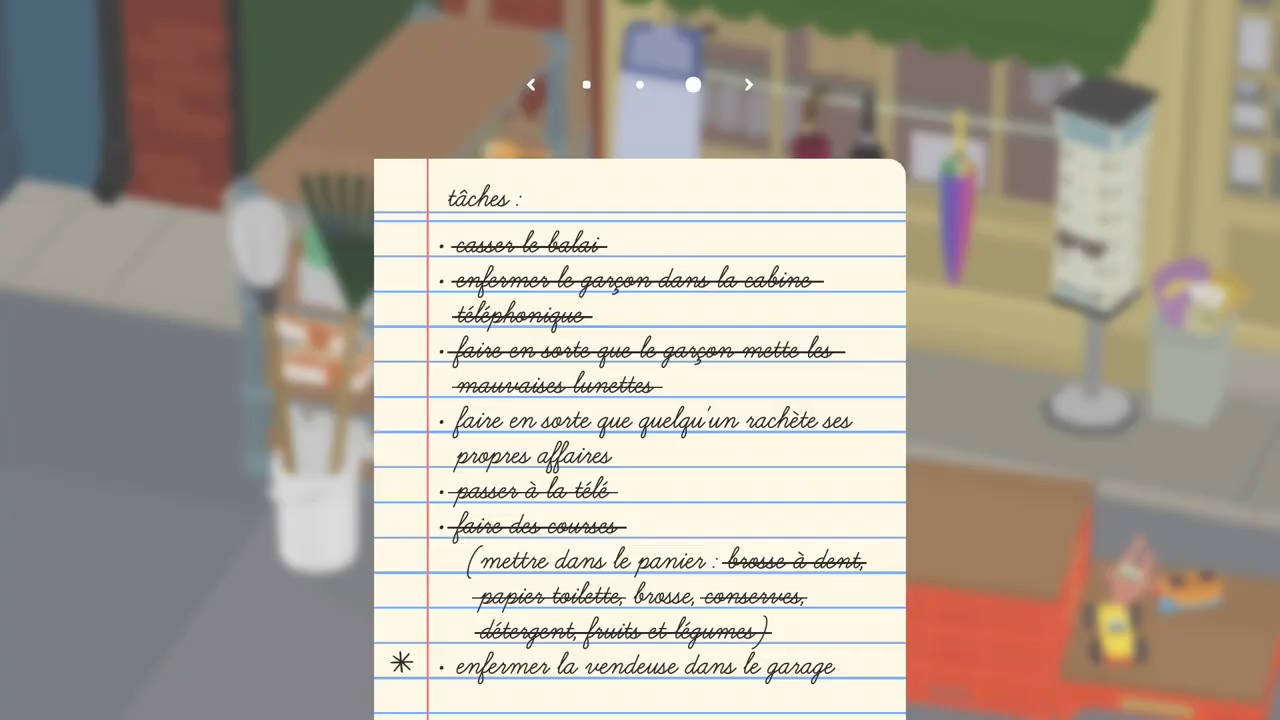 tâches :
• casser le balai
• enfermer le garçon dans la cabine
téléphonique
• faire en sorte que le garçon mette les
mauvaises lunettes
• faire en sorte que quelqu'un rachète ses
propres affaires
• passer à la télé
• faire des courses
(mettre dans le panier : brosse à dent,
papier toilette, brosse, conserves,
détergent, fruits et légumes)
• enfermer la vendeuse dans le garage